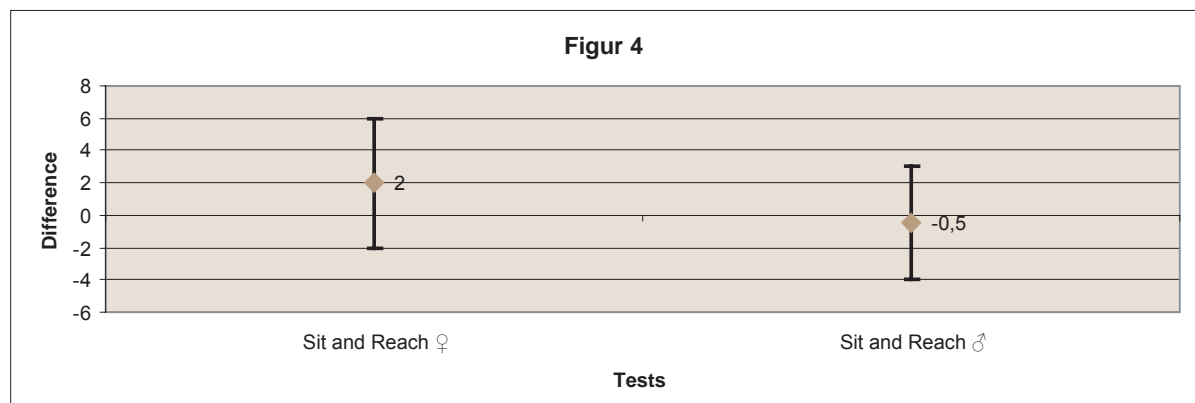 Figur 4
8
6
4
2
0
-2
-4
-6
Difference
2
-0,5
Sit and Reach ♀
Sit and Reach ♂
Tests